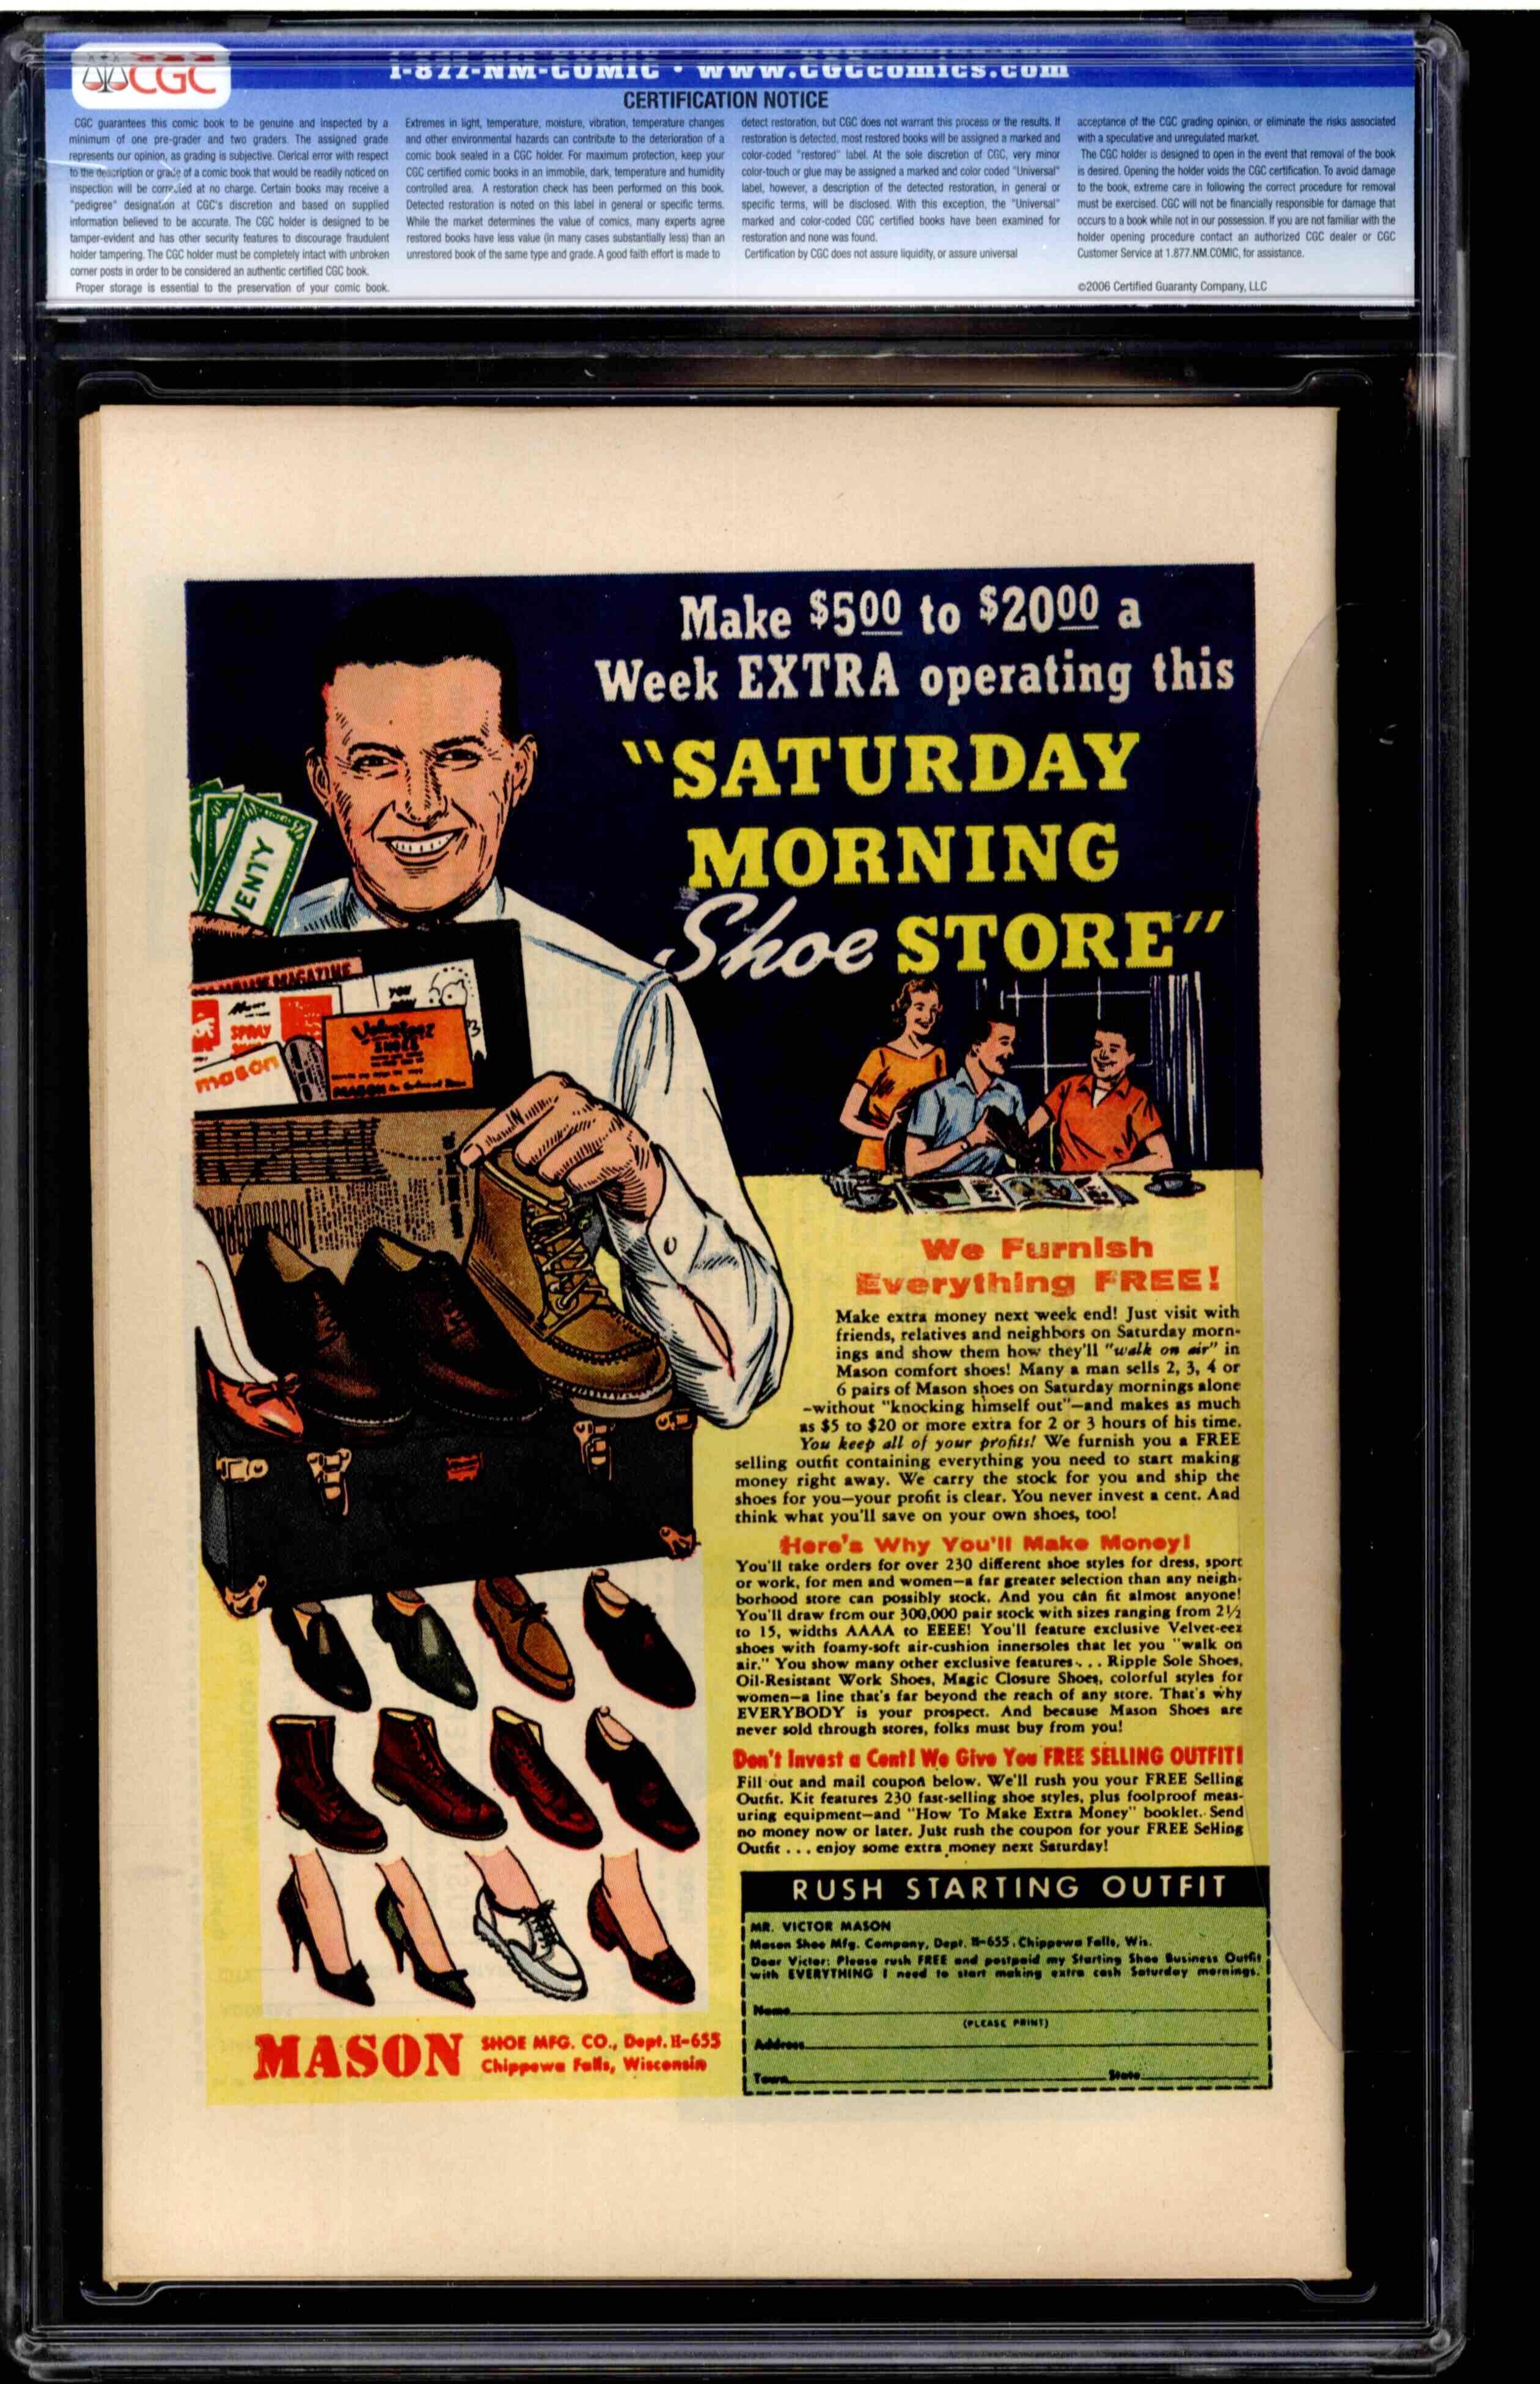 CGC
1-877-NM-COMIC • www.CGCcomics.com
CERTIFICATION NOTICE
CGC guarantees this comic book to be genuine and inspected by a
minimum of one pre-grader and two graders. The assigned grade
represents our opinion, as grading is subjective. Clerical error with respect
to the description or grade of a comic book that would be readily noticed on
inspection will be corrected at no charge. Certain books may receive a
"pedigree" designation at CGC's discretion and based on supplied
information believed to be accurate. The CGC holder is designed to be
tamper-evident and has other security features to discourage fraudulent
holder tampering. The CGC holder must be completely intact with unbroken
corner posts in order to be considered an authentic certified CGC book.
Proper storage is essential to the preservation of your comic book.
Extremes in light, temperature, moisture, vibration, temperature changes
and other environmental hazards can contribute to the deterioration of a
comic book sealed in a CGC holder. For maximum protection, keep your
CGC certified comic books in an immobile, dark, temperature and humidity
controlled area. A restoration check has been performed on this book.
Detected restoration is noted on this label in general or specific terms.
While the market determines the value of comics, many experts agree
restored books have less value (in many cases substantially less) than an
unrestored book of the same type and grade. A good faith effort is made to
detect restoration, but CGC does not warrant this process or the results. If
restoration is detected, most restored books will be assigned a marked and
color-coded "restored" label. At the sole discretion of CGC, very minor
color-touch or glue may be assigned a marked and color coded "Universal"
label, however, a description of the detected restoration, in general or
specific terms, will be disclosed. With this exception, the "Universal"
marked and color-coded CGC certified books have been examined for
restoration and none was found.
Certification by CGC does not assure liquidity, or assure universal
acceptance of the CGC grading opinion, or eliminate the risks associated
with a speculative and unregulated market.
The CGC holder is designed to open in the event that removal of the book
is desired. Opening the holder voids the CGC certification. To avoid damage
to the book, extreme care in following the correct procedure for removal
must be exercised. CGC will not be financially responsible for damage that
occurs to a book while not in our possession. If you are not familiar with the
holder opening procedure contact an authorized CGC dealer or CGC
Customer Service at 1.877.NM.COMIC, for assistance.
©2006 Certified Guaranty Company, LLC
Make $500 to $2000 a
Week EXTRA operating this
"SATURDAY
MORNING
Shoe STORE"
VENTY
MAGAZINE
YOU
SPRAY
mason
Velvet-eez
SHOES
We Furnish
Everything FREE!
Make extra money next week end! Just visit with
friends, relatives and neighbors on Saturday morn-
ings and show them how they'll "walk on air" in
Mason comfort shoes! Many a man sells 2, 3, 4 or
6 pairs of Mason shoes on Saturday mornings alone
—without "knocking himself out"—and makes as much
as $5 to $20 or more extra for 2 or 3 hours of his time.
You keep all of your profits! We furnish you a FREE
selling outfit containing everything you need to start making
money right away. We carry the stock for you and ship the
shoes for you—your profit is clear. You never invest a cent. And
think what you'll save on your own shoes, too!
Here's Why You'll Make Money!
You'll take orders for over 230 different shoe styles for dress, sport
or work, for men and women—a far greater selection than any neigh-
borhood store can possibly stock. And you can fit almost anyone!
You'll draw from our 300,000 pair stock with sizes ranging from 2½
to 15, widths AAAA to EEEE! You'll feature exclusive Velvet-eez
shoes with foamy-soft air-cushion innersoles that let you "walk on
air." You show many other exclusive features . . . Ripple Sole Shoes,
Oil-Resistant Work Shoes, Magic Closure Shoes, colorful styles for
women—a line that's far beyond the reach of any store. That's why
EVERYBODY is your prospect. And because Mason Shoes are
never sold through stores, folks must buy from you!
Don't Invest a Cent! We Give You FREE SELLING OUTFIT!
Fill out and mail coupon below. We'll rush you your FREE Selling
Outfit. Kit features 230 fast-selling shoe styles, plus foolproof meas-
uring equipment—and "How To Make Extra Money" booklet. Send
no money now or later. Just rush the coupon for your FREE Selling
Outfit . . . enjoy some extra money next Saturday!
RUSH STARTING OUTFIT
MR. VICTOR MASON
Mason Shoe Mfg. Company, Dept. H-655, Chippewa Falls, Wis.
Dear Victor: Please rush FREE and postpaid my Starting Shoe Business Outfit
with EVERYTHING I need to start making extra cash Saturday mornings.
Name
(PLEASE PRINT)
Address
Town State
MASON SHOE MFG. CO., Dept. H-655
Chippewa Falls, Wisconsin